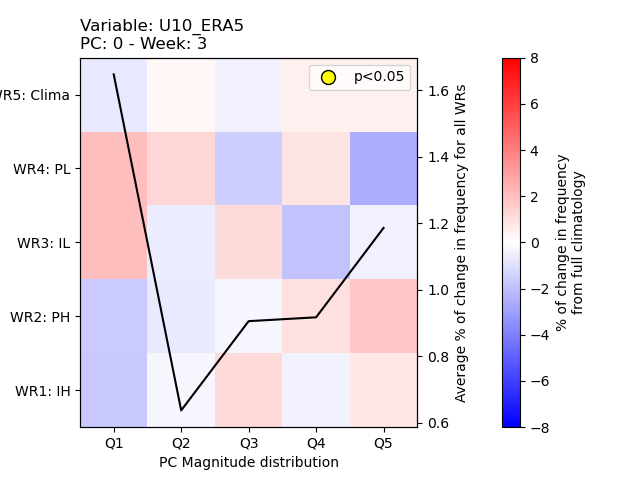 Variable: U10_ERA5
PC: 0 - Week: 3
p<0.05
R5: Clima
WR4: PL
WR3: IL
WR2: PH
WR1: IH
Q1 Q2 Q3 Q4 Q5
PC Magnitude distribution
1.6
1.4
1.2
1.0
0.8
0.6
Average % of change in frequency for all WRs
8
6
4
2
0
−2
−4
−6
−8
% of change in frequency
from full climatology